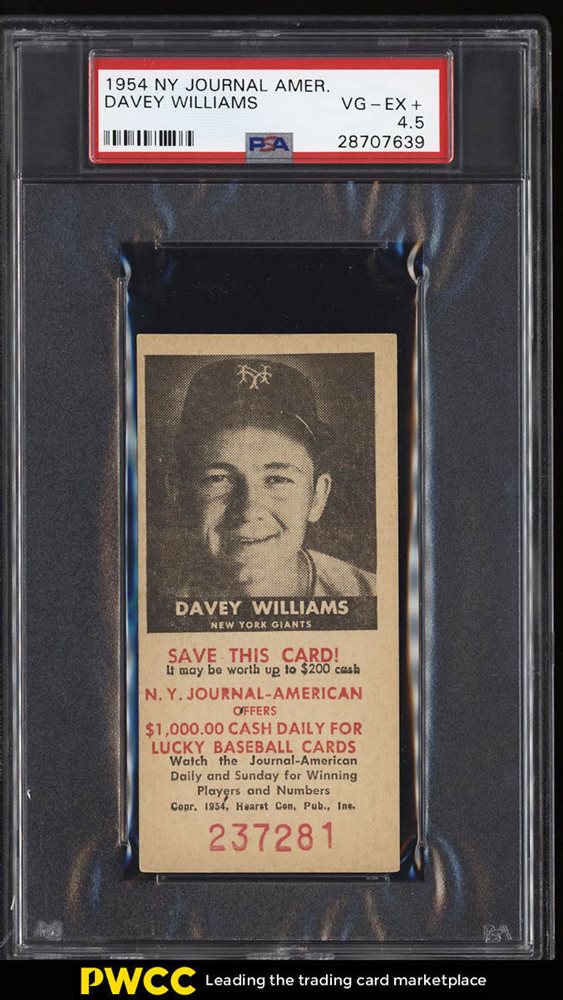 1954 NY JOURNAL AMER.
DAVEY WILLIAMS VG-EX+
4.5
PSA 28707639
NY
DAVEY WILLIAMS
NEW YORK GIANTS
SAVE THIS CARD!
It may be worth up to $200 cash
N.Y. JOURNAL-AMERICAN
OFFERS
$1,000.00 CASH DAILY FOR
LUCKY BASEBALL CARDS
Watch the Journal-American
Daily and Sunday for Winning
Players and Numbers
Copr. 1954, Hearst Con. Pub., Inc.
237281
PSA
PWCC Leading the trading card marketplace